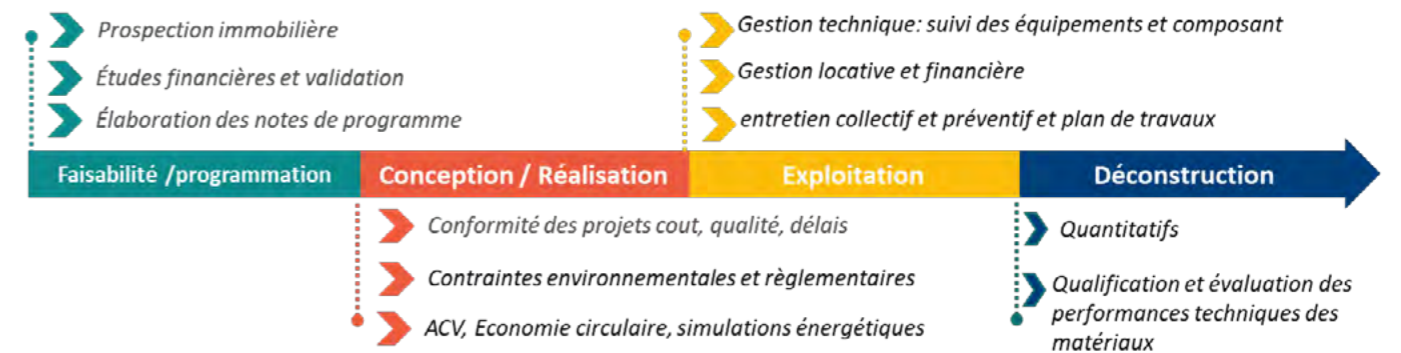 Prospection immobilière
Études financières et validation
Élaboration des notes de programme
Gestion technique: suivi des équipements et composant
Gestion locative et financière
entretien collectif et préventif et plan de travaux
Faisabilité /programmation
Conception / Réalisation
Exploitation
Déconstruction
Conformité des projets cout, qualité, délais
Contraintes environnementales et règlementaires
ACV, Economie circulaire, simulations énergétiques
Quantitatifs
Qualification et évaluation des
performances techniques des
matériaux